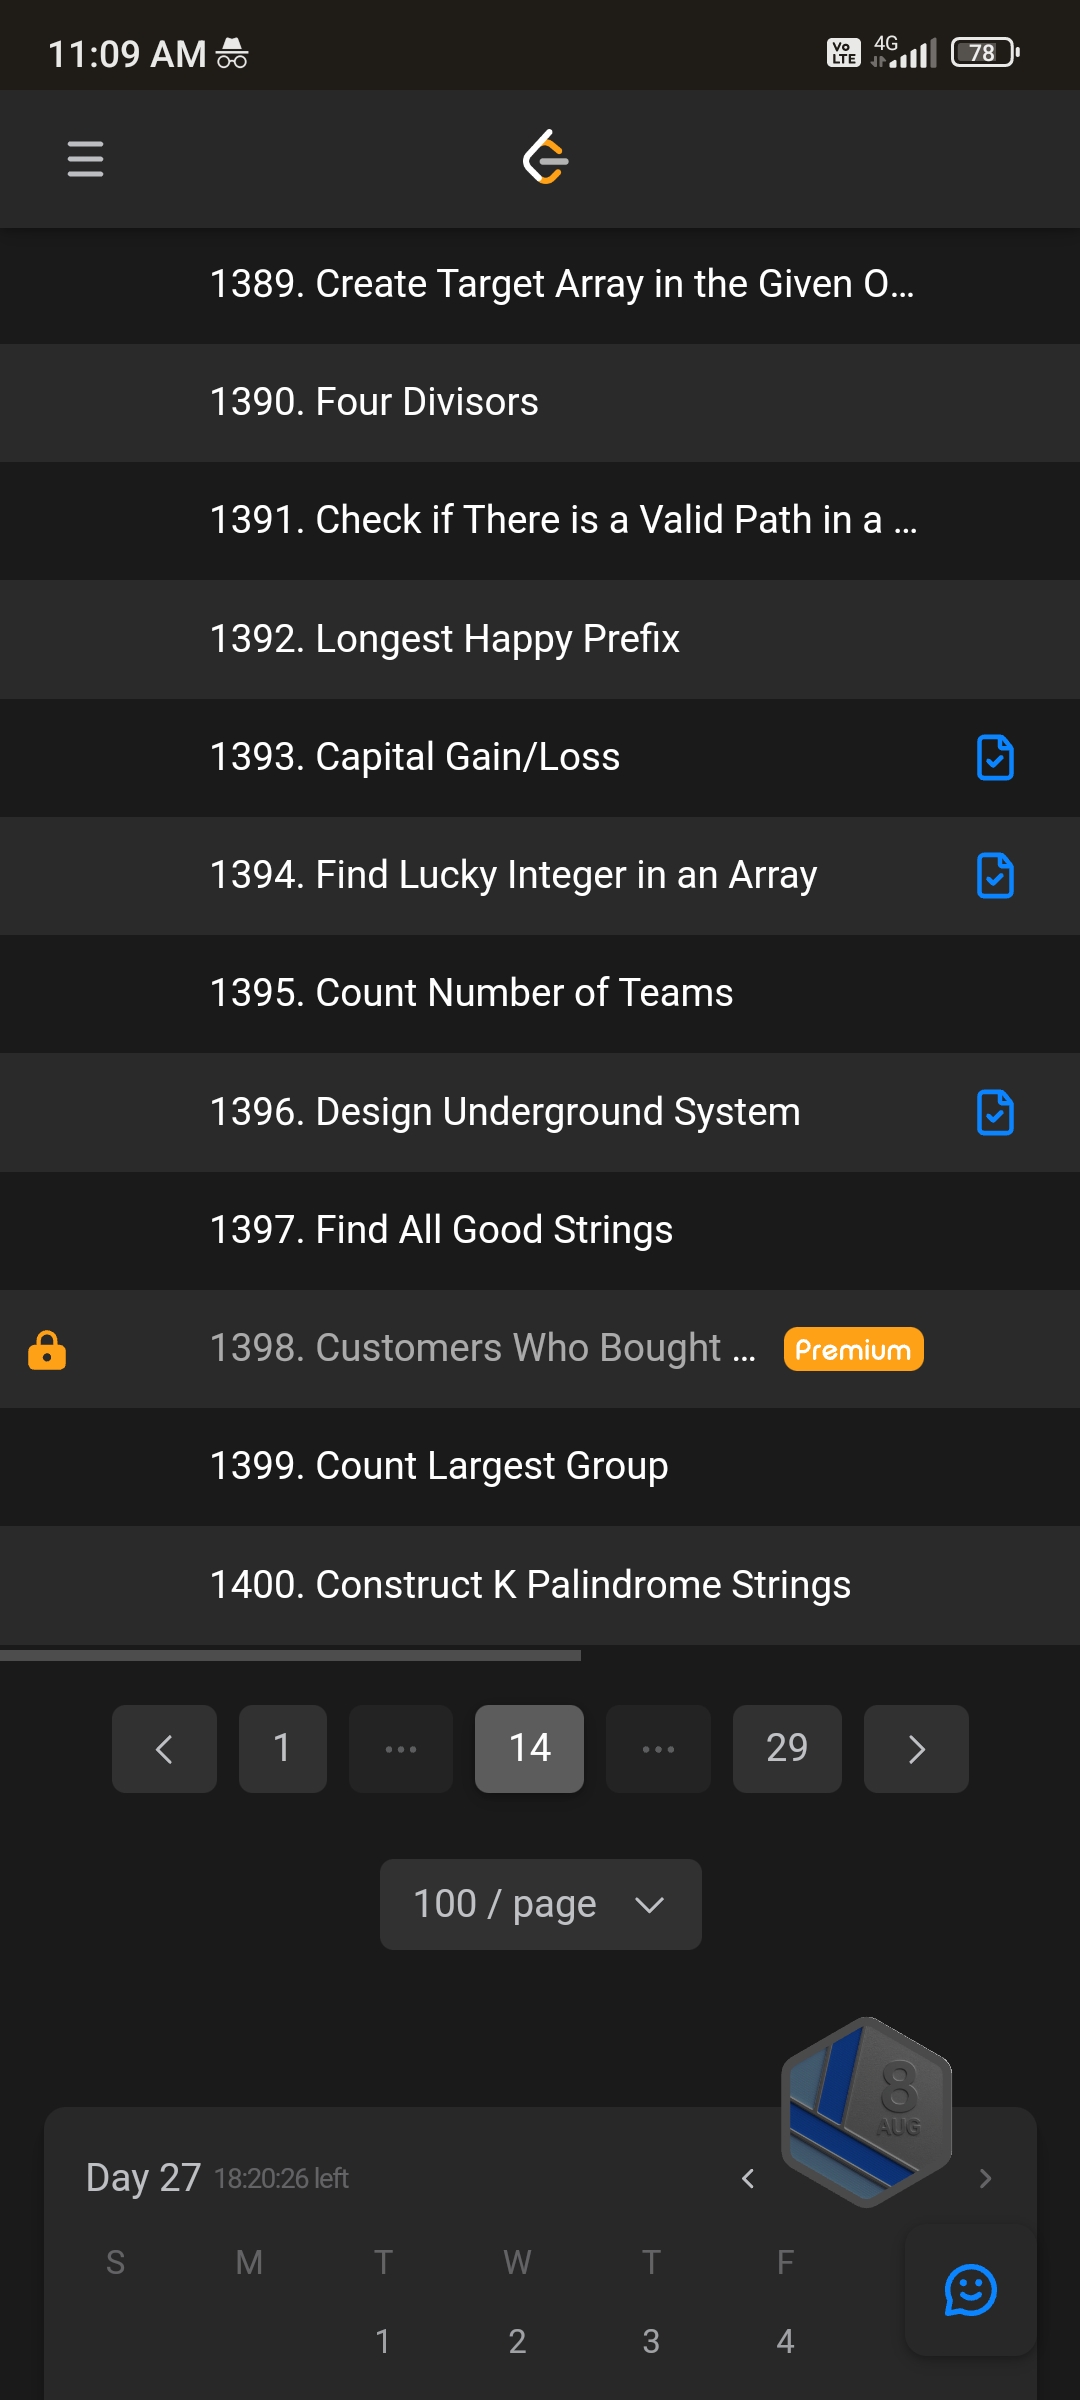 11:09 AM
Vo LTE 4G 78
1389. Create Target Array in the Given O...
1390. Four Divisors
1391. Check if There is a Valid Path in a ...
1392. Longest Happy Prefix
1393. Capital Gain/Loss
1394. Find Lucky Integer in an Array
1395. Count Number of Teams
1396. Design Underground System
1397. Find All Good Strings
1398. Customers Who Bought ... Premium
1399. Count Largest Group
1400. Construct K Palindrome Strings
1 ... 14 ... 29
100 / page
8
AUG
Day 27 18:20:26 left
S M T W T F
1 2 3 4